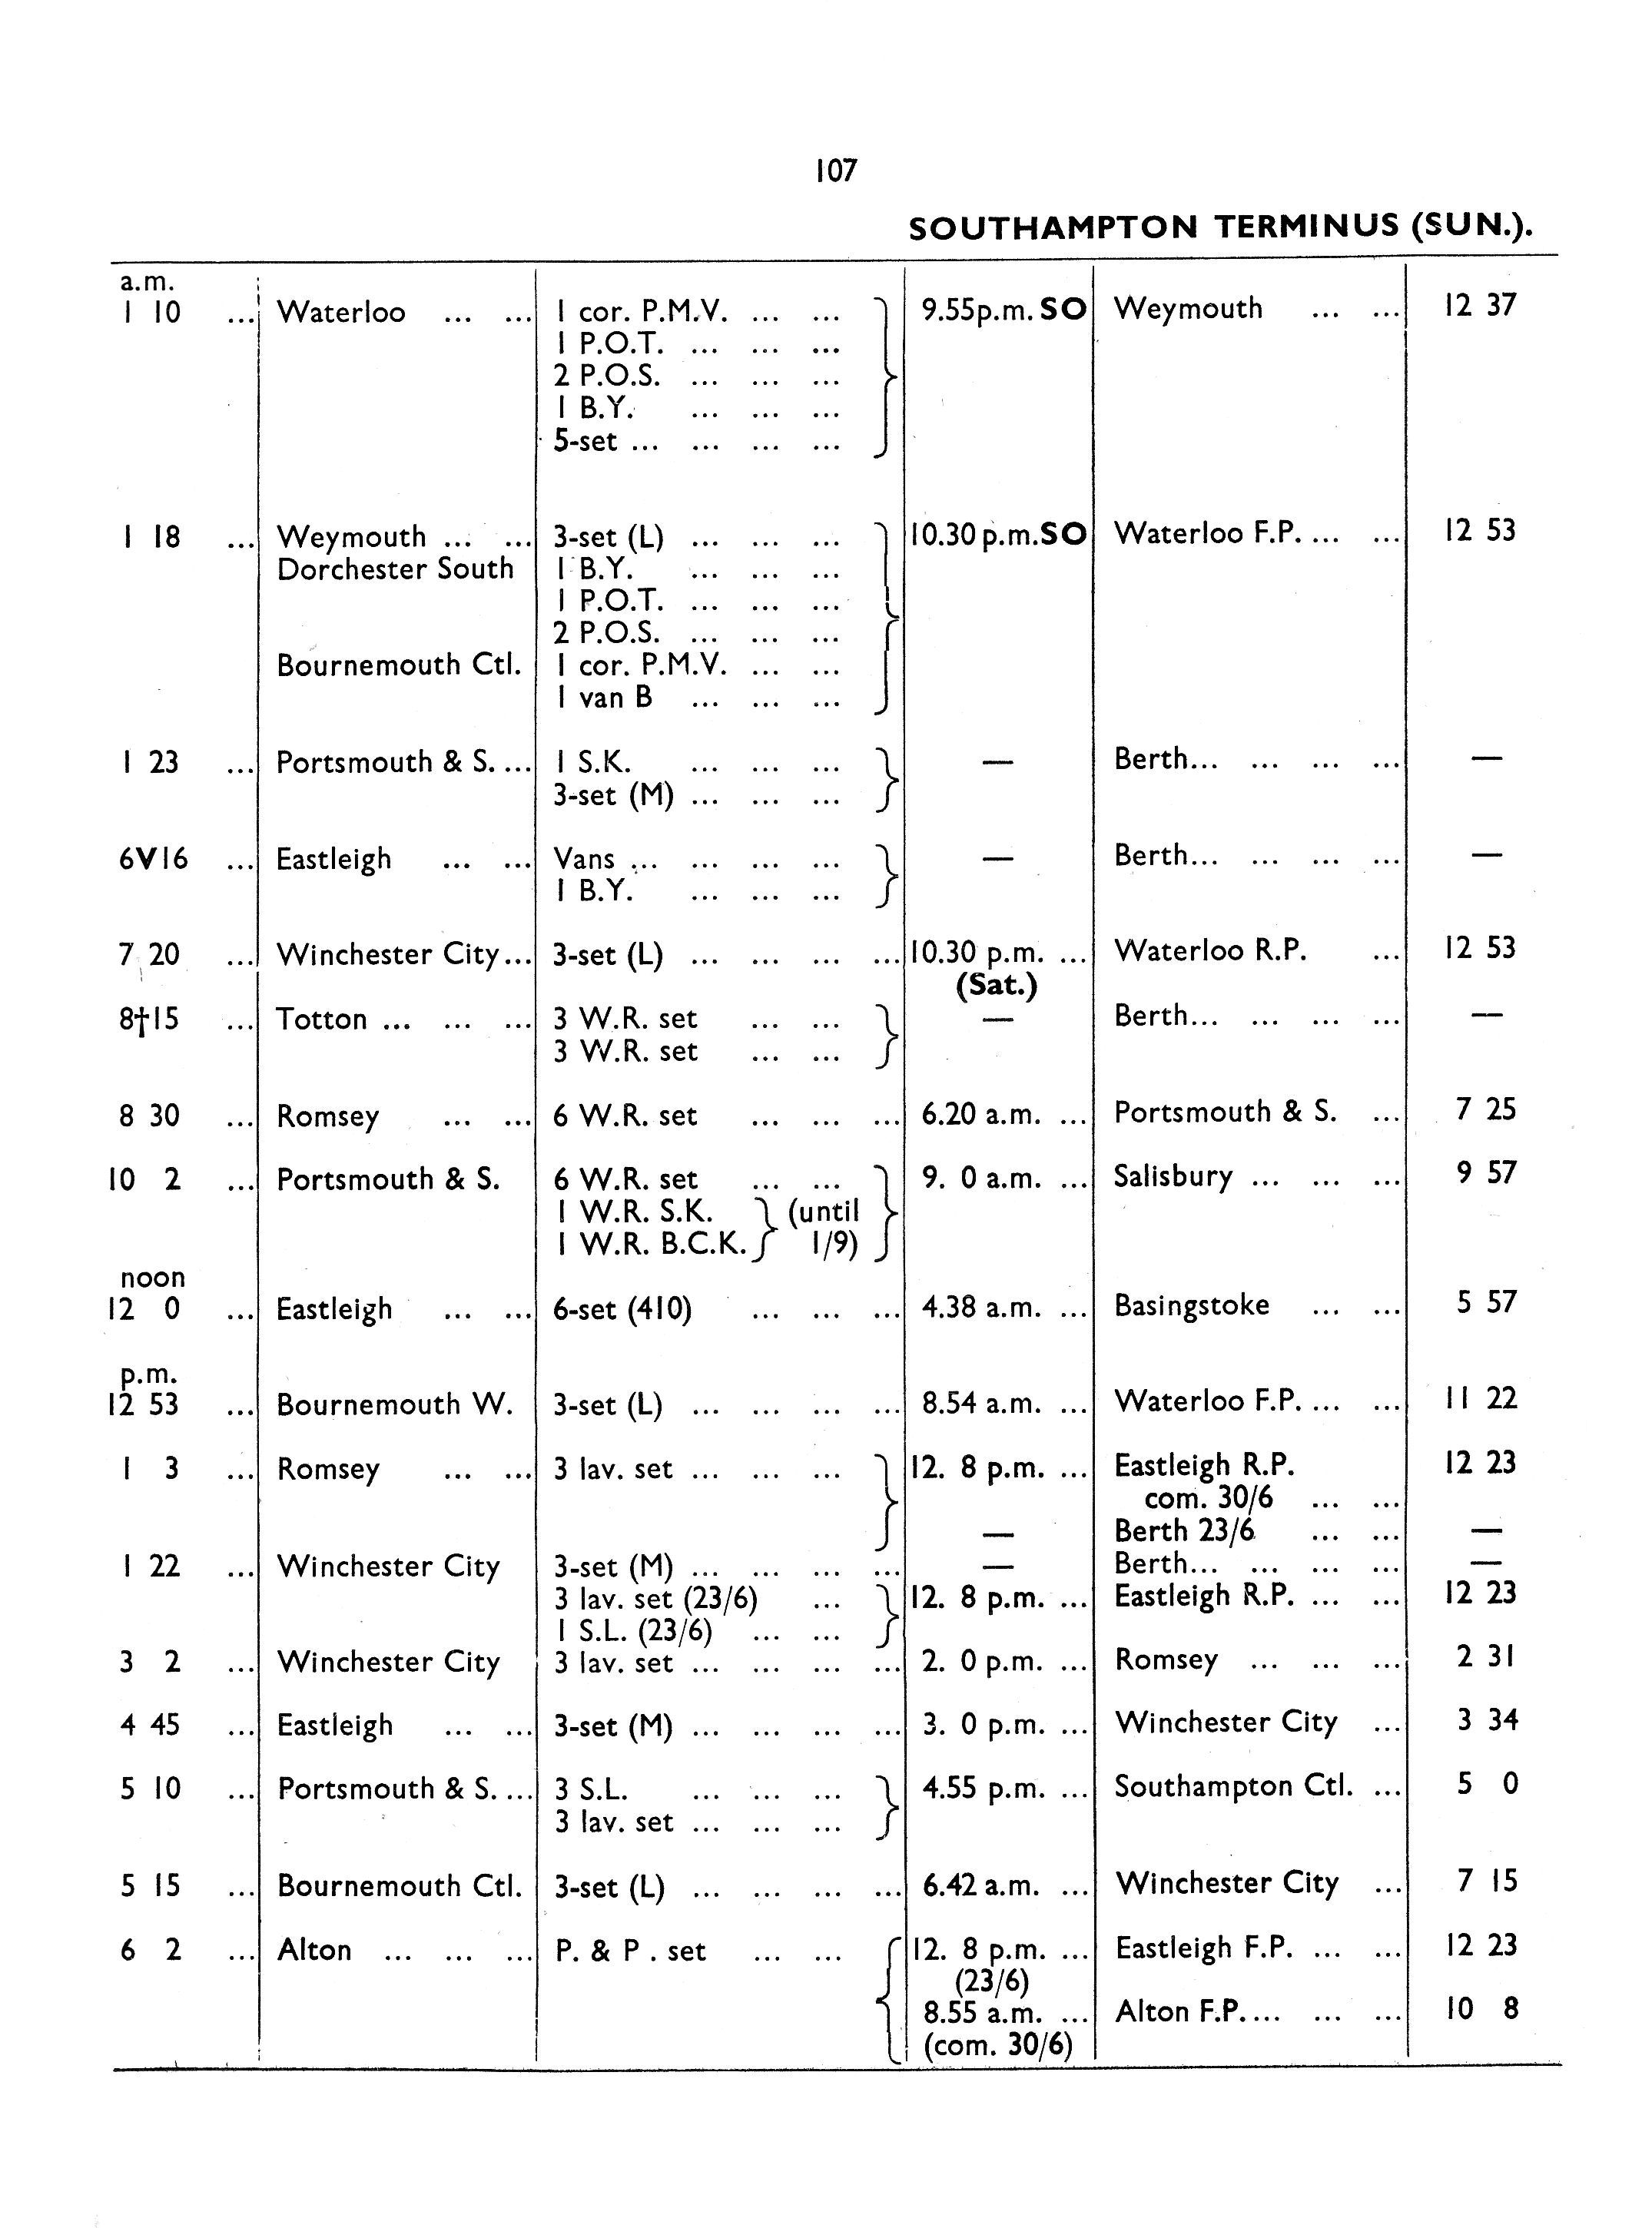 107
SOUTHAMPTON TERMINUS (SUN.).
a.m.
1 10 ... Waterloo ... ... 1 cor. P.M.V. ... ... 9.55p.m. SO Weymouth ... ... 12 37
1 P.O.T. ... ... ...
2 P.O.S. ... ... ...
1 B.Y. ... ... ...
5-set ... ... ... ...
1 18 ... Weymouth ... ... 3-set (L) ... ... ... 10.30 p.m. SO Waterloo F.P. ... ... 12 53
Dorchester South 1 B.Y. ... ... ...
1 P.O.T. ... ... ...
2 P.O.S. ... ... ...
Bournemouth Ctl. 1 cor. P.M.V. ... ...
1 van B ... ... ...
1 23 ... Portsmouth & S. ... 1 S.K. ... ... ... — Berth... ... ... ... —
3-set (M) ... ... ...
6V16 ... Eastleigh ... ... Vans ... ... ... ... — Berth... ... ... ... —
1 B.Y. ... ... ...
7 20 ... Winchester City... 3-set (L) ... ... ... ... 10.30 p.m. ... Waterloo R.P. ... 12 53
(Sat.)
8†15 ... Totton ... ... ... 3 W.R. set ... ... — Berth... ... ... ... —
3 W.R. set ... ...
8 30 ... Romsey ... ... 6 W.R. set ... ... ... 6.20 a.m. ... Portsmouth & S. ... 7 25
10 2 ... Portsmouth & S. 6 W.R. set ... ... 9. 0 a.m. ... Salisbury ... ... ... 9 57
1 W.R. S.K. } (until
1 W.R. B.C.K. } 1/9)
noon
12 0 ... Eastleigh ... ... 6-set (410) ... ... ... 4.38 a.m. ... Basingstoke ... ... 5 57
p.m.
12 53 ... Bournemouth W. 3-set (L) ... ... ... ... 8.54 a.m. ... Waterloo F.P. ... ... 11 22
1 3 ... Romsey ... ... 3 lav. set ... ... ... 12. 8 p.m. ... Eastleigh R.P. 12 23
com. 30/6 ... ...
— Berth 23/6 ... ... —
1 22 ... Winchester City 3-set (M) ... ... ... ... — Berth... ... ... ... —
3 lav. set (23/6) ... 12. 8 p.m. ... Eastleigh R.P. ... ... 12 23
1 S.L. (23/6) ... ...
3 2 ... Winchester City 3 lav. set ... ... ... ... 2. 0 p.m. ... Romsey ... ... ... 2 31
4 45 ... Eastleigh ... ... 3-set (M) ... ... ... ... 3. 0 p.m. ... Winchester City ... 3 34
5 10 ... Portsmouth & S. ... 3 S.L. ... ... ... 4.55 p.m. ... Southampton Ctl. ... 5 0
3 lav. set ... ... ...
5 15 ... Bournemouth Ctl. 3-set (L) ... ... ... ... 6.42 a.m. ... Winchester City ... 7 15
6 2 ... Alton ... ... ... P. & P . set ... ... 12. 8 p.m. ... Eastleigh F.P. ... ... 12 23
(23/6)
8.55 a.m. ... Alton F.P. ... ... ... 10 8
(com. 30/6)